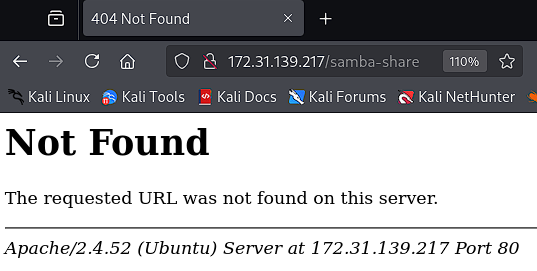 404 Not Found
172.31.139.217/samba-share 110%
Kali Linux Kali Tools Kali Docs Kali Forums Kali NetHunter
Not Found
The requested URL was not found on this server.
Apache/2.4.52 (Ubuntu) Server at 172.31.139.217 Port 80